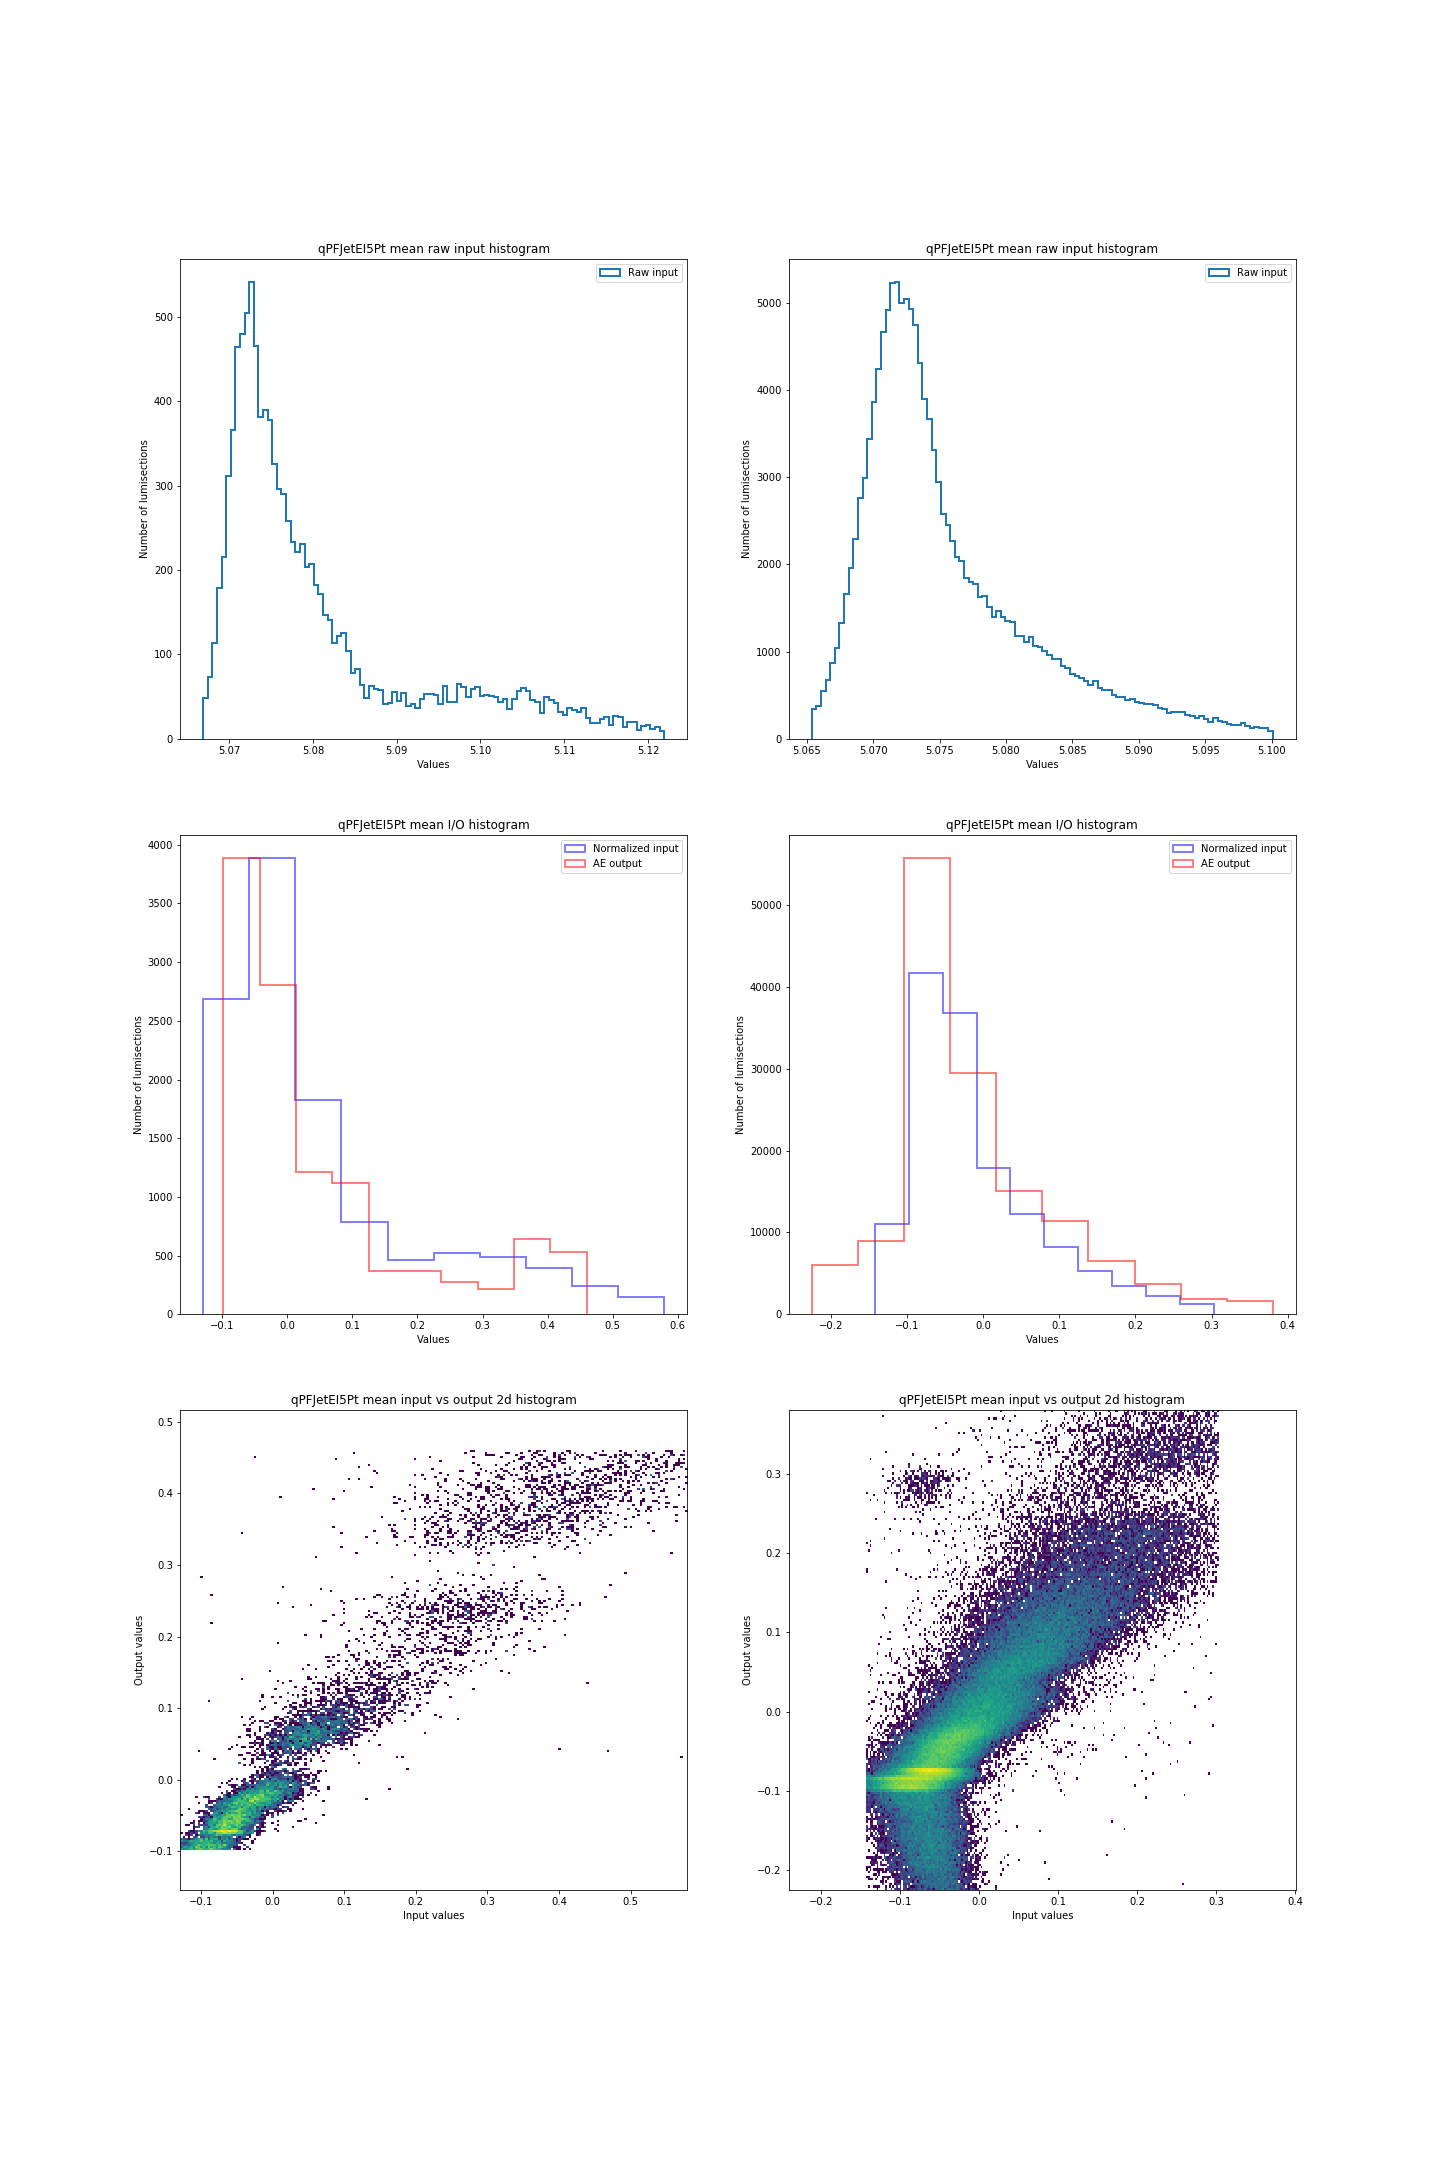 qPFJetEI5Pt mean raw input histogram
Raw input
500
400
300
200
100
0
Number of lumisections
5.07 5.08 5.09 5.10 5.11 5.12
Values
qPFJetEI5Pt mean raw input histogram
Raw input
5000
4000
3000
2000
1000
0
Number of lumisections
5.065 5.070 5.075 5.080 5.085 5.090 5.095 5.100
Values
qPFJetEI5Pt mean I/O histogram
Normalized input
AE output
4000
3500
3000
2500
2000
1500
1000
500
0
Number of lumisections
−0.1 0.0 0.1 0.2 0.3 0.4 0.5 0.6
Values
qPFJetEI5Pt mean I/O histogram
Normalized input
AE output
50000
40000
30000
20000
10000
0
Number of lumisections
−0.2 −0.1 0.0 0.1 0.2 0.3 0.4
Values
qPFJetEI5Pt mean input vs output 2d histogram
0.5
0.4
0.3
0.2
0.1
0.0
−0.1
Output values
−0.1 0.0 0.1 0.2 0.3 0.4 0.5
Input values
qPFJetEI5Pt mean input vs output 2d histogram
0.3
0.2
0.1
0.0
−0.1
−0.2
Output values
−0.2 −0.1 0.0 0.1 0.2 0.3 0.4
Input values